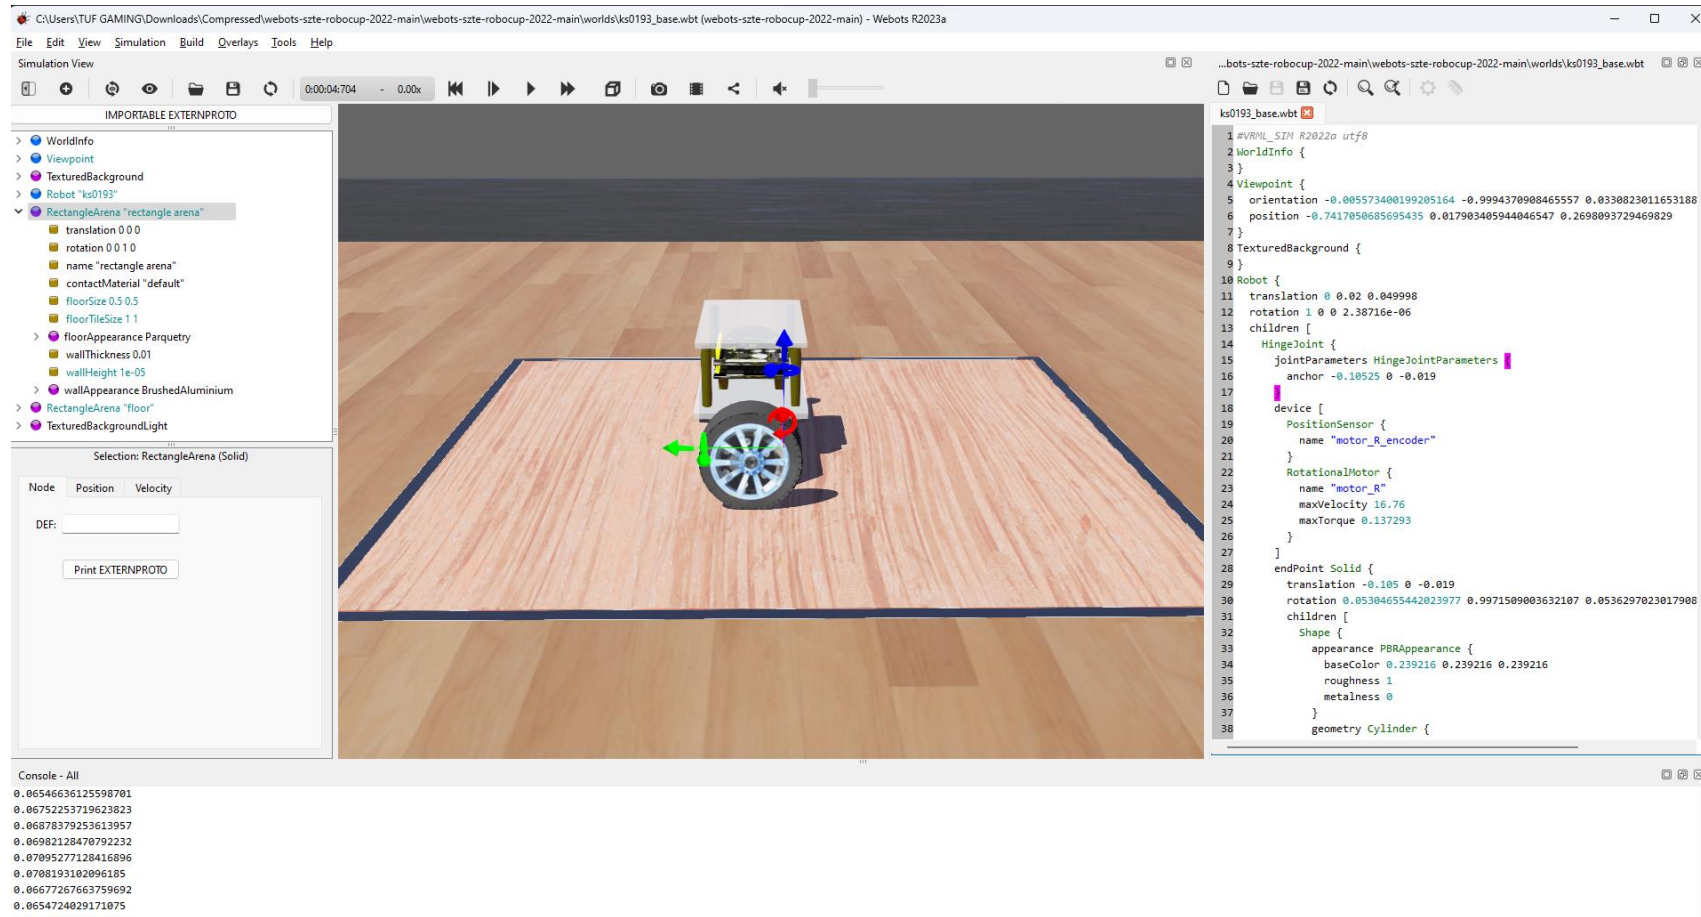 C:\Users\TUF GAMING\Downloads\Compressed\webots-szte-robocup-2022-main\webots-szte-robocup-2022-main\worlds\ks0193_base.wbt (webots-szte-robocup-2022-main) - Webots R2023a
File Edit View Simulation Build Overlays Tools Help
Simulation View
0:00:04:704 - 0.00x
IMPORTABLE EXTERNPROTO
WorldInfo
Viewpoint
TexturedBackground
Robot "ks0193"
RectangleArena "rectangle arena"
translation 0 0 0
rotation 0 0 1 0
name "rectangle arena"
contactMaterial "default"
floorSize 0.5 0.5
floorTileSize 1 1
floorAppearance Parquetry
wallThickness 0.01
wallHeight 1e-05
wallAppearance BrushedAluminium
RectangleArena "floor"
TexturedBackgroundLight
Selection: RectangleArena (Solid)
Node Position Velocity
DEF:
Print EXTERNPROTO
...bots-szte-robocup-2022-main\webots-szte-robocup-2022-main\worlds\ks0193_base.wbt
ks0193_base.wbt
1 #VRML_SIM R2022a utf8
2 WorldInfo {
3 }
4 Viewpoint {
5 orientation -0.005573400199205164 -0.9994370908465557 0.0330823011653188
6 position -0.7417050685695435 0.017903405944046547 0.2698093729469829
7 }
8 TexturedBackground {
9 }
10 Robot {
11 translation 0 0.02 0.049998
12 rotation 1 0 0 2.38716e-06
13 children [
14 HingeJoint {
15 jointParameters HingeJointParameters {
16 anchor -0.10525 0 -0.019
17 }
18 device [
19 PositionSensor {
20 name "motor_R_encoder"
21 }
22 RotationalMotor {
23 name "motor_R"
24 maxVelocity 16.76
25 maxTorque 0.137293
26 }
27 ]
28 endPoint Solid {
29 translation -0.105 0 -0.019
30 rotation 0.05304655442023977 0.9971509003632107 0.0536297023017908
31 children [
32 Shape {
33 appearance PBRAppearance {
34 baseColor 0.239216 0.239216 0.239216
35 roughness 1
36 metalness 0
37 }
38 geometry Cylinder {
Console - All
0.06546636125598701
0.06752253719623823
0.06878379253613957
0.06982128470792232
0.07095277128416896
0.0708193102096185
0.06677267663759692
0.0654724029171075